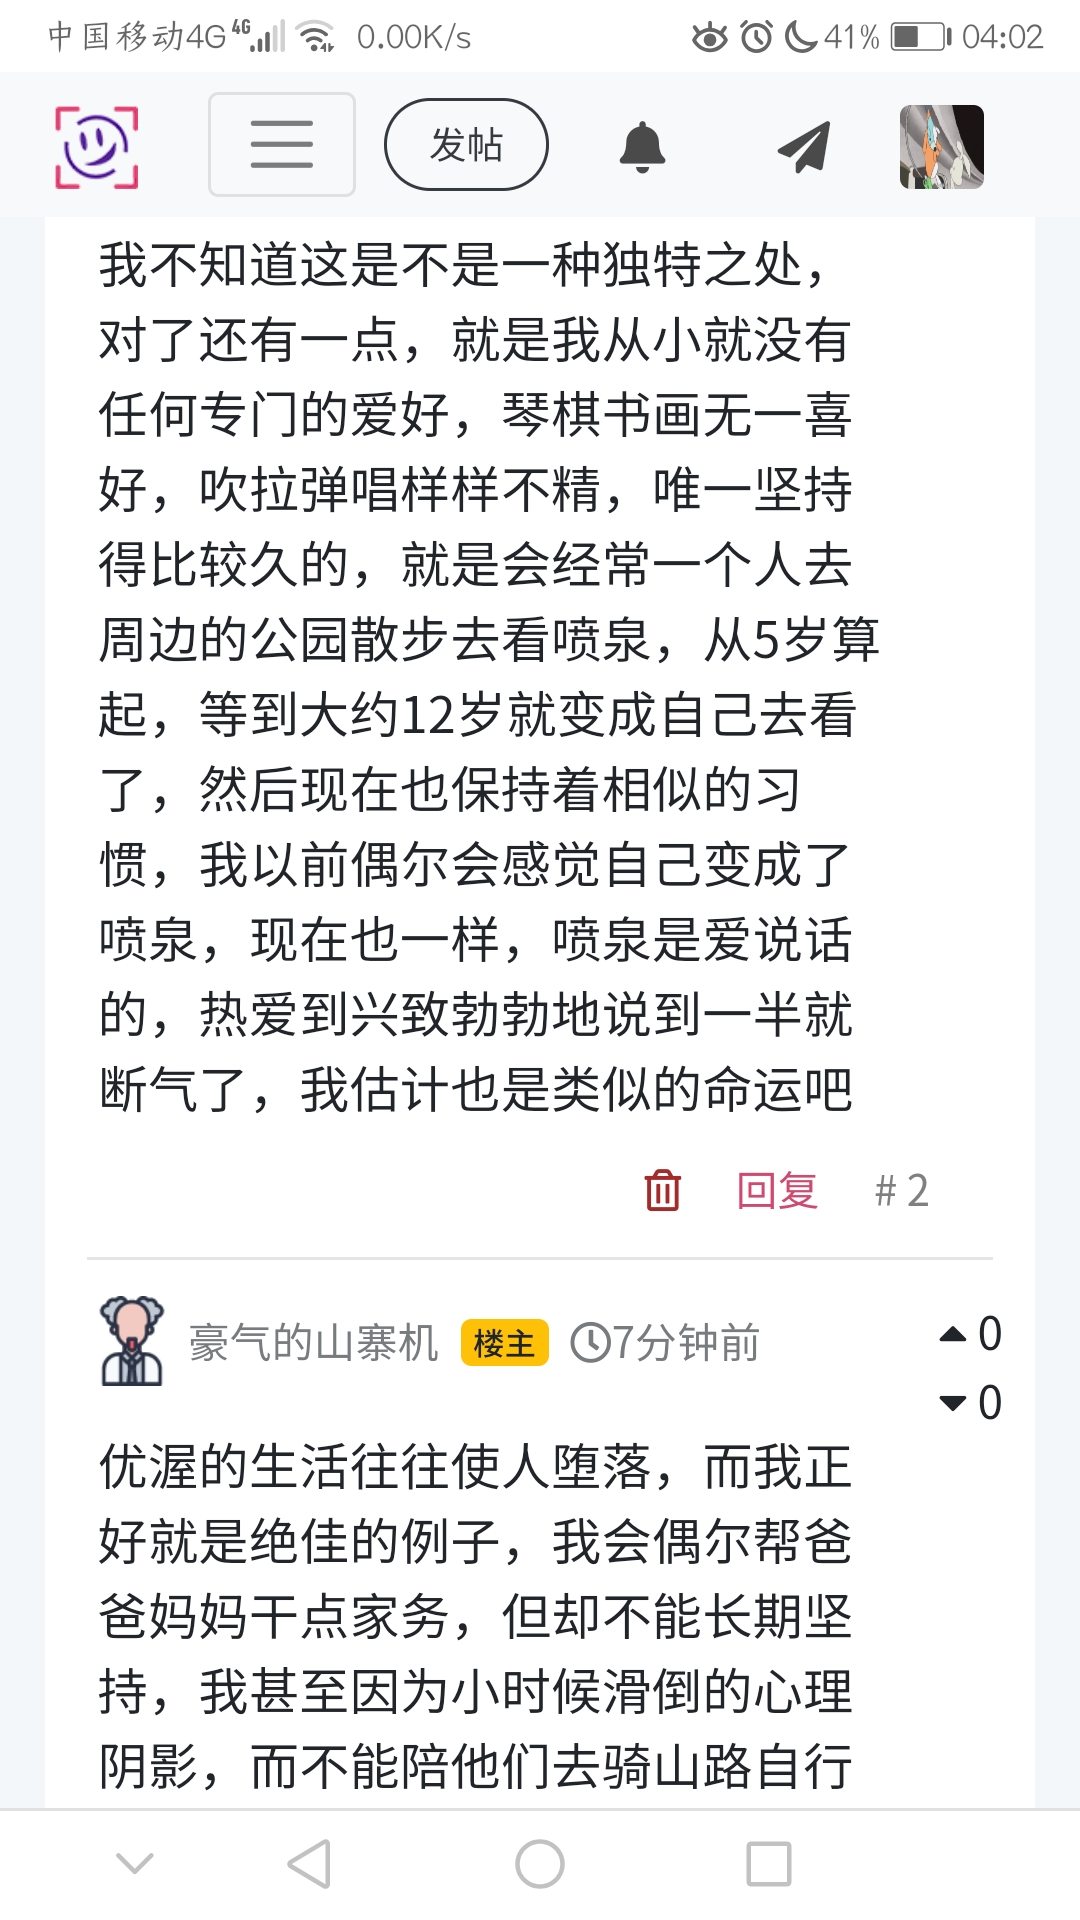 中国移动4G 4G 0.00K/s 41% 04:02
发帖
我不知道这是不是一种独特之处，
对了还有一点，就是我从小就没有
任何专门的爱好，琴棋书画无一喜
好，吹拉弹唱样样不精，唯一坚持
得比较久的，就是会经常一个人去
周边的公园散步去看喷泉，从5岁算
起，等到大约12岁就变成自己去看
了，然后现在也保持着相似的习
惯，我以前偶尔会感觉自己变成了
喷泉，现在也一样，喷泉是爱说话
的，热爱到兴致勃勃地说到一半就
断气了，我估计也是类似的命运吧
回复 # 2
豪气的山寨机 楼主 7分钟前 0
0
优渥的生活往往使人堕落，而我正
好就是绝佳的例子，我会偶尔帮爸
爸妈妈干点家务，但却不能长期坚
持，我甚至因为小时候滑倒的心理
阴影，而不能陪他们去骑山路自行